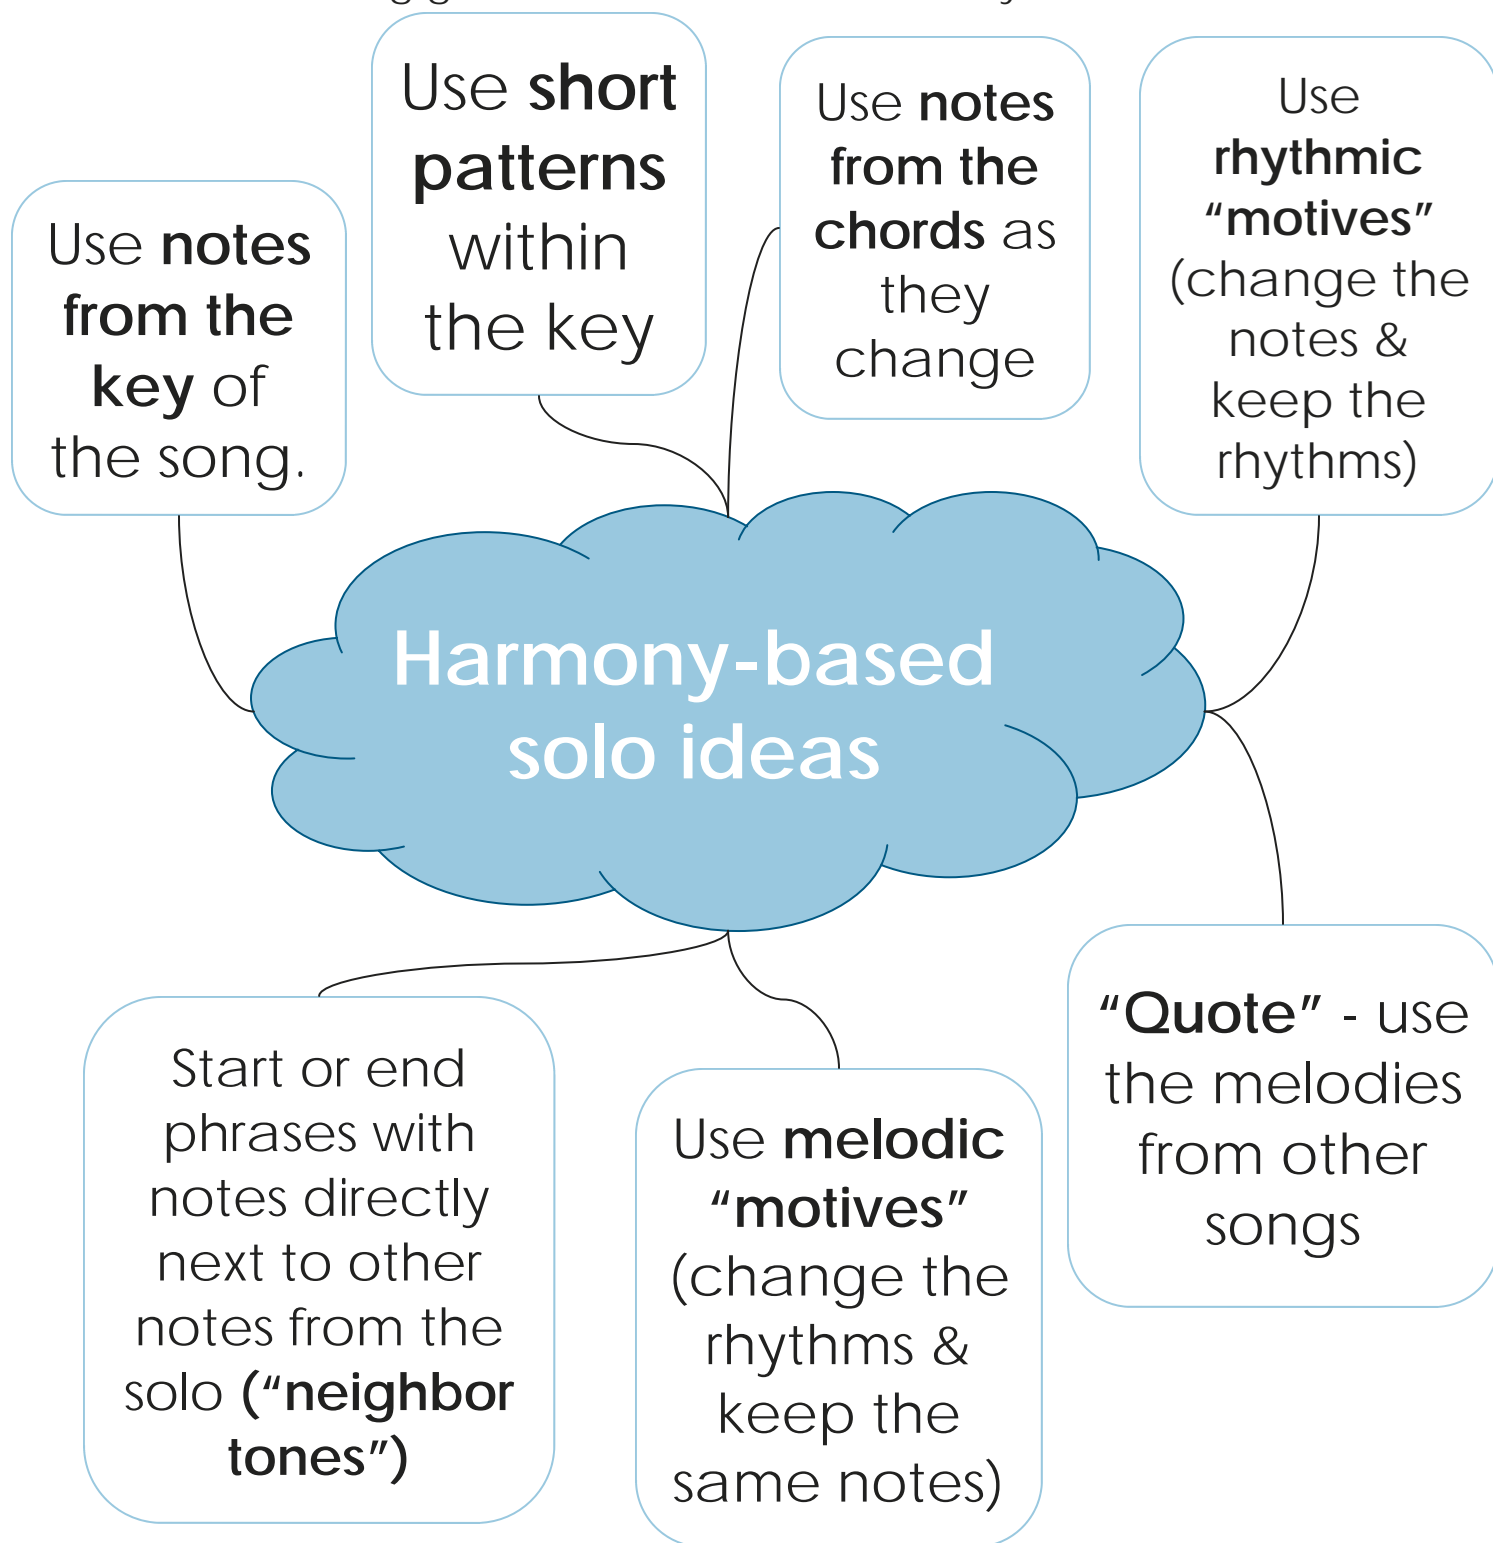 Use short
patterns
within
the key
Use notes
from the
chords as
they
change
Use
rhythmic
“motives”
(change the
notes &
keep the
rhythms)
Use notes
from the
key of
the song.
Harmony-based
solo ideas
Start or end
phrases with
notes directly
next to other
notes from the
solo (“neighbor
tones”)
Use melodic
“motives”
(change the
rhythms &
keep the
same notes)
“Quote” - use
the melodies
from other
songs